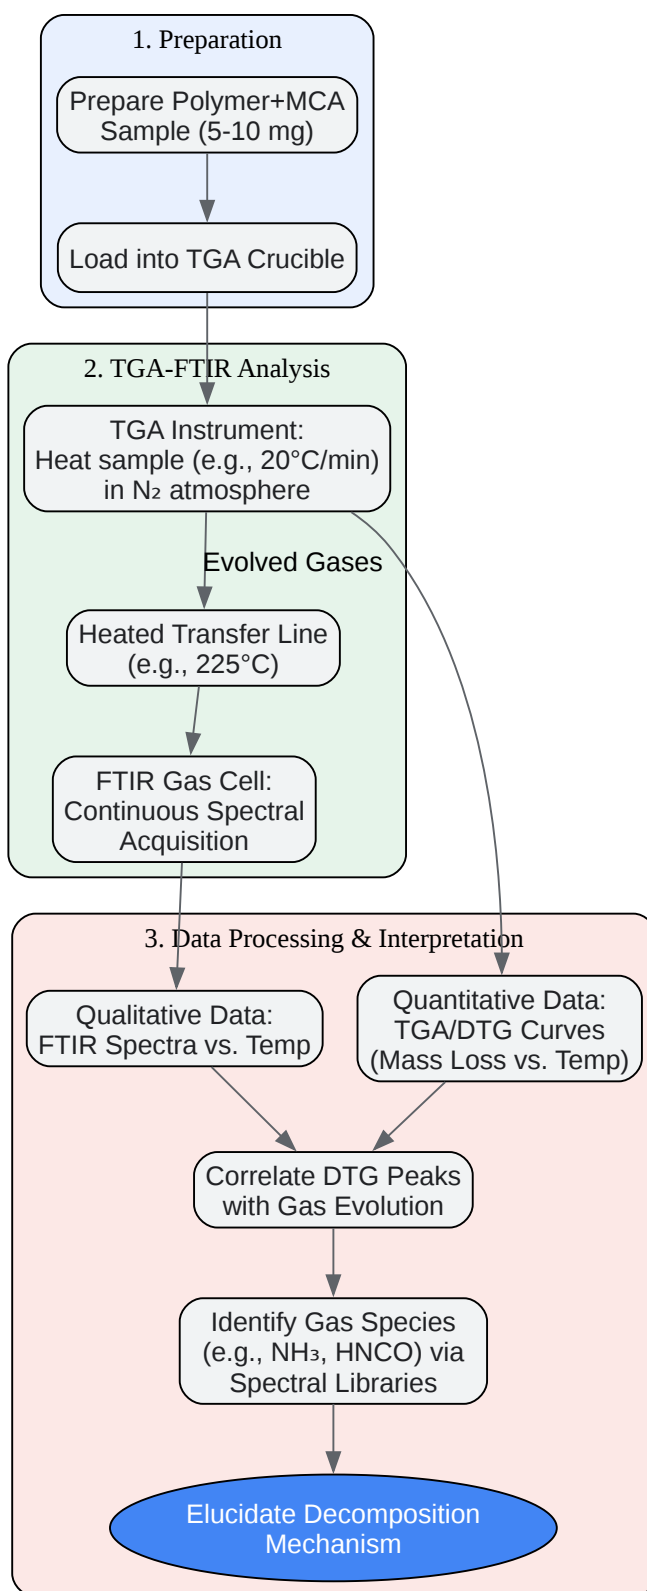 1. Preparation
Prepare Polymer+MCA
Sample (5-10 mg)
Load into TGA Crucible
2. TGA-FTIR Analysis
TGA Instrument:
Heat sample (e.g., 20°C/min)
in N₂ atmosphere
Evolved Gases
Heated Transfer Line
(e.g., 225°C)
FTIR Gas Cell:
Continuous Spectral
Acquisition
3. Data Processing & Interpretation
Qualitative Data:
FTIR Spectra vs. Temp
Quantitative Data:
TGA/DTG Curves
(Mass Loss vs. Temp)
Correlate DTG Peaks
with Gas Evolution
Identify Gas Species
(e.g., NH₃, HNCO) via
Spectral Libraries
Elucidate Decomposition
Mechanism